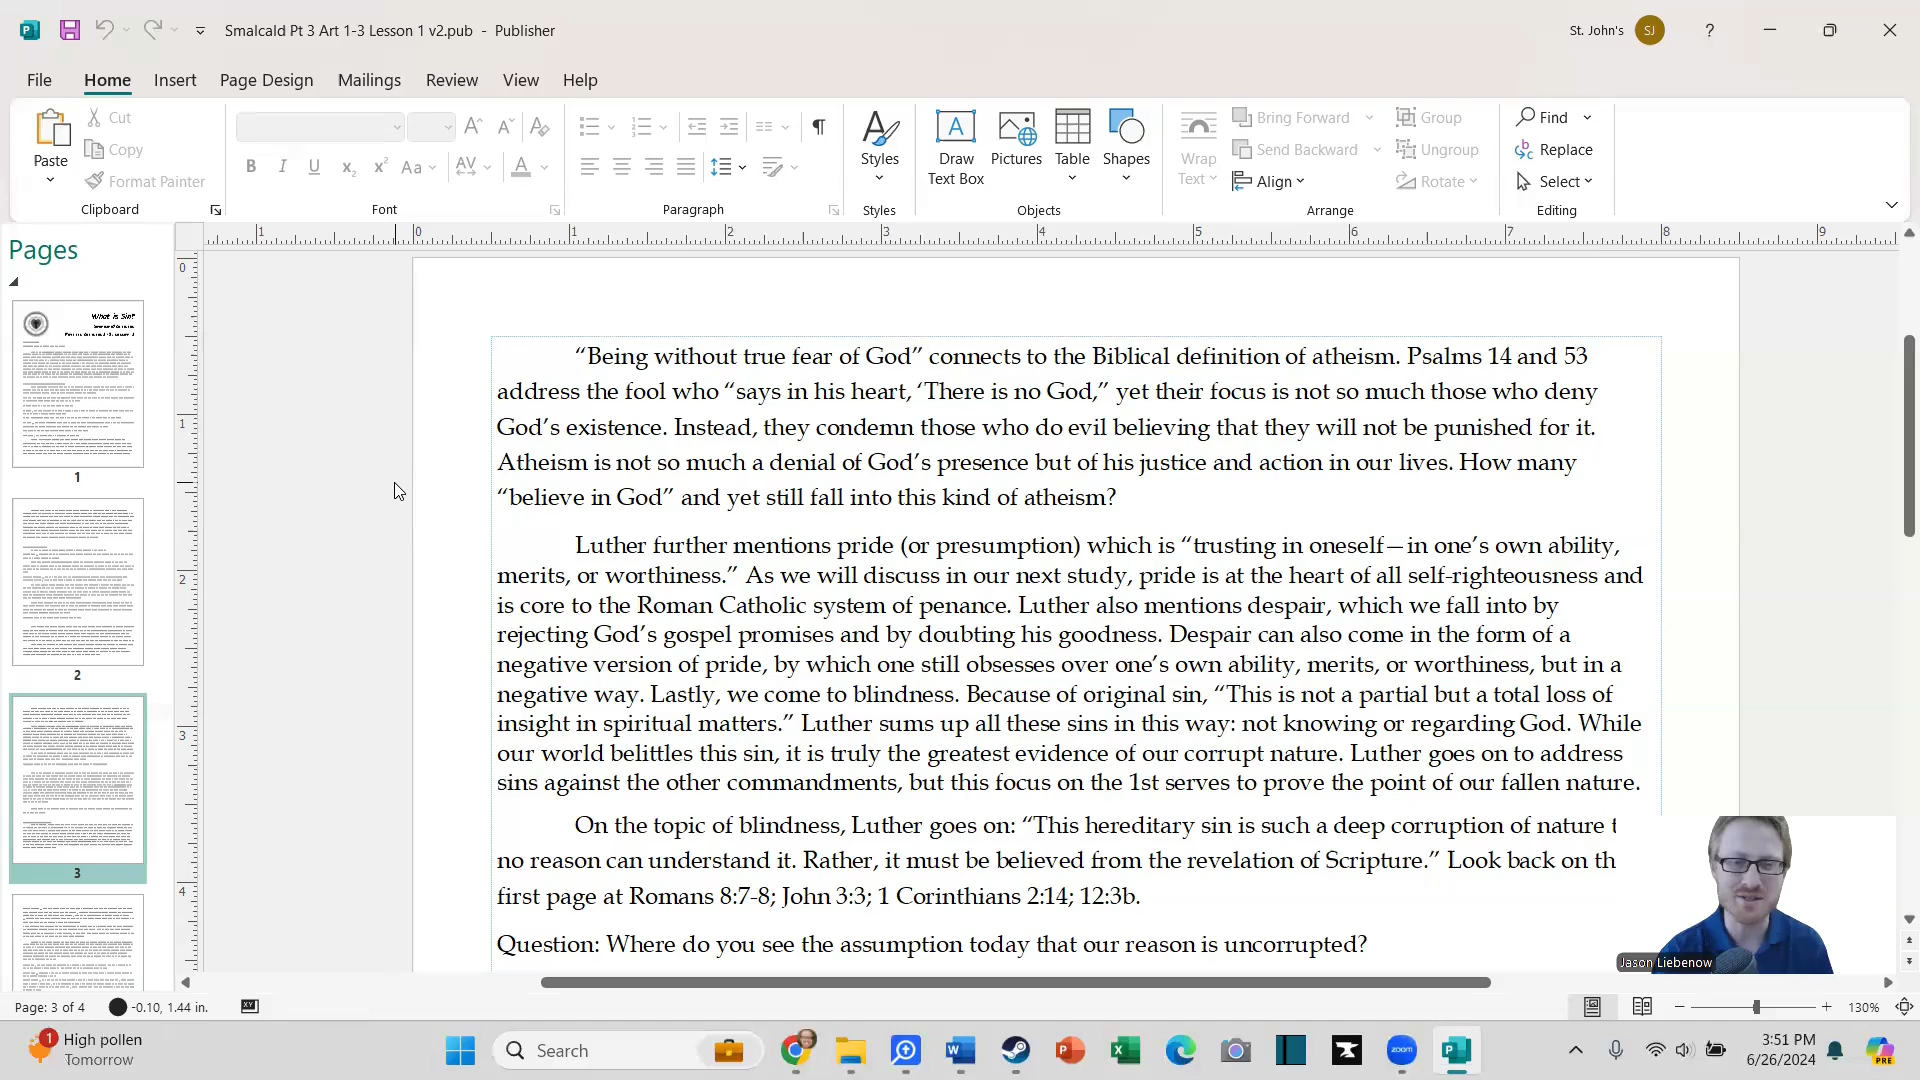 Smalcald Pt 3 Art 1-3 Lesson 1 v2.pub - Publisher
St. John's
SJ
?
File Home Insert Page Design Mailings Review View Help
Paste
Cut
Copy
Format Painter
Clipboard
Font
Paragraph
Styles
Styles
Draw
Text Box
Pictures
Table
Shapes
Objects
Wrap
Text
Bring Forward
Send Backward
Align
Group
Ungroup
Rotate
Arrange
Find
Replace
Select
Editing
Pages
What is Sin?
1
2
3
“Being without true fear of God” connects to the Biblical definition of atheism. Psalms 14 and 53
address the fool who “says in his heart, ‘There is no God,” yet their focus is not so much those who deny
God’s existence. Instead, they condemn those who do evil believing that they will not be punished for it.
Atheism is not so much a denial of God’s presence but of his justice and action in our lives. How many
“believe in God” and yet still fall into this kind of atheism?
Luther further mentions pride (or presumption) which is “trusting in oneself—in one’s own ability,
merits, or worthiness.” As we will discuss in our next study, pride is at the heart of all self-righteousness and
is core to the Roman Catholic system of penance. Luther also mentions despair, which we fall into by
rejecting God’s gospel promises and by doubting his goodness. Despair can also come in the form of a
negative version of pride, by which one still obsesses over one’s own ability, merits, or worthiness, but in a
negative way. Lastly, we come to blindness. Because of original sin, “This is not a partial but a total loss of
insight in spiritual matters.” Luther sums up all these sins in this way: not knowing or regarding God. While
our world belittles this sin, it is truly the greatest evidence of our corrupt nature. Luther goes on to address
sins against the other commandments, but this focus on the 1st serves to prove the point of our fallen nature.
On the topic of blindness, Luther goes on: “This hereditary sin is such a deep corruption of nature t
no reason can understand it. Rather, it must be believed from the revelation of Scripture.” Look back on th
first page at Romans 8:7-8; John 3:3; 1 Corinthians 2:14; 12:3b.
Question: Where do you see the assumption today that our reason is uncorrupted?
Jason Liebenow
Page: 3 of 4
-0.10, 1.44 in.
130%
1
High pollen
Tomorrow
Search
zoom
3:51 PM
6/26/2024
PRE